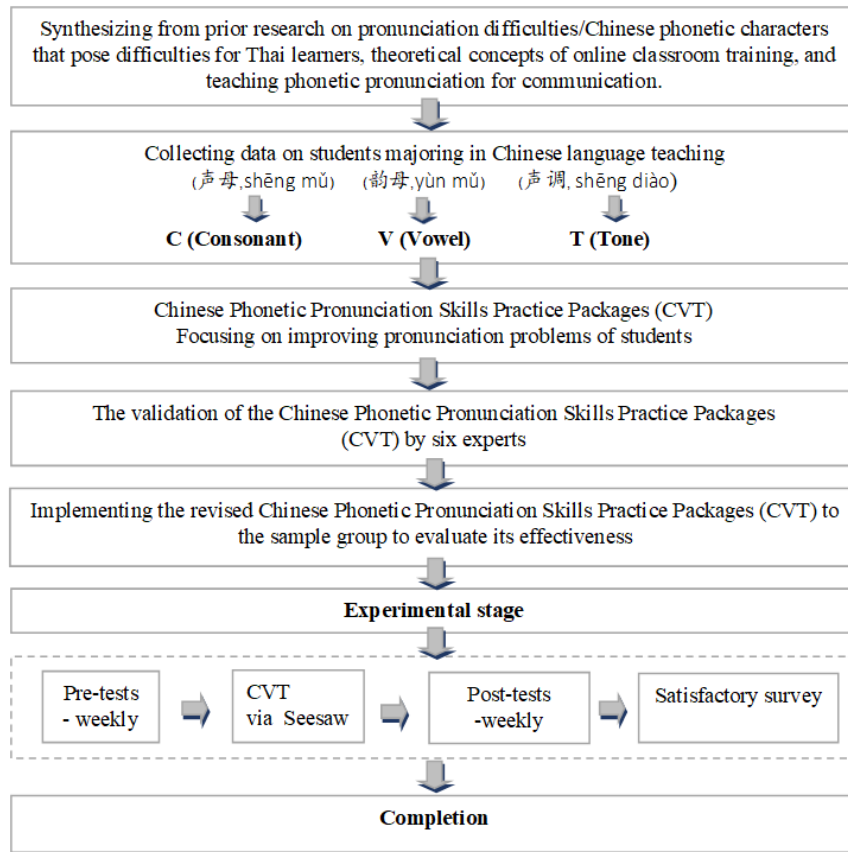 Synthesizing from prior research on pronunciation difficulties/Chinese phonetic characters
that pose difficulties for Thai learners, theoretical concepts of online classroom training, and
teaching phonetic pronunciation for communication.
Collecting data on students majoring in Chinese language teaching
(声母,shēng mǔ) (韵母,yùn mǔ) (声调, shēng diào)
C (Consonant) V (Vowel) T (Tone)
Chinese Phonetic Pronunciation Skills Practice Packages (CVT)
Focusing on improving pronunciation problems of students
The validation of the Chinese Phonetic Pronunciation Skills Practice Packages
(CVT) by six experts
Implementing the revised Chinese Phonetic Pronunciation Skills Practice Packages (CVT) to
the sample group to evaluate its effectiveness
Experimental stage
Pre-tests
- weekly
CVT
via Seesaw
Post-tests
-weekly
Satisfactory survey
Completion